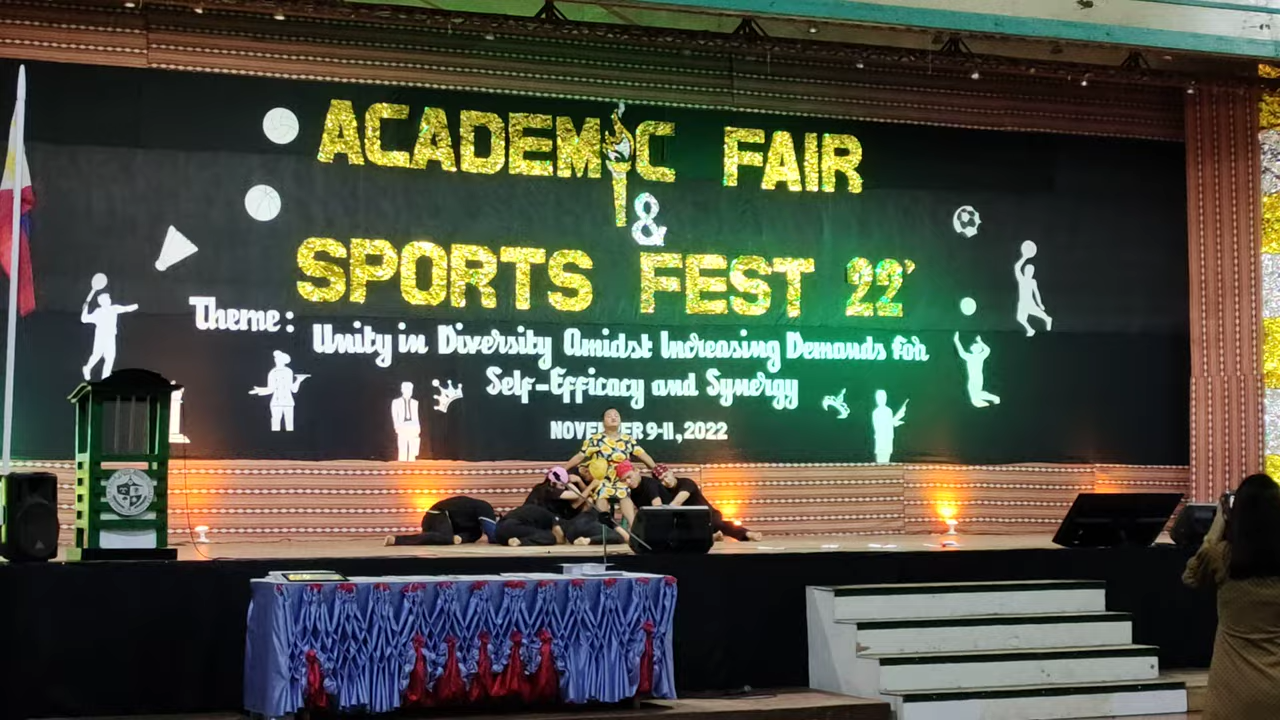 ACADEMIC FAIR
&
SPORTS FEST 22'
Theme: Unity in Diversity Amidst Increasing Demands for
Self-Efficacy and Synergy
NOVEMBER 9-11, 2022